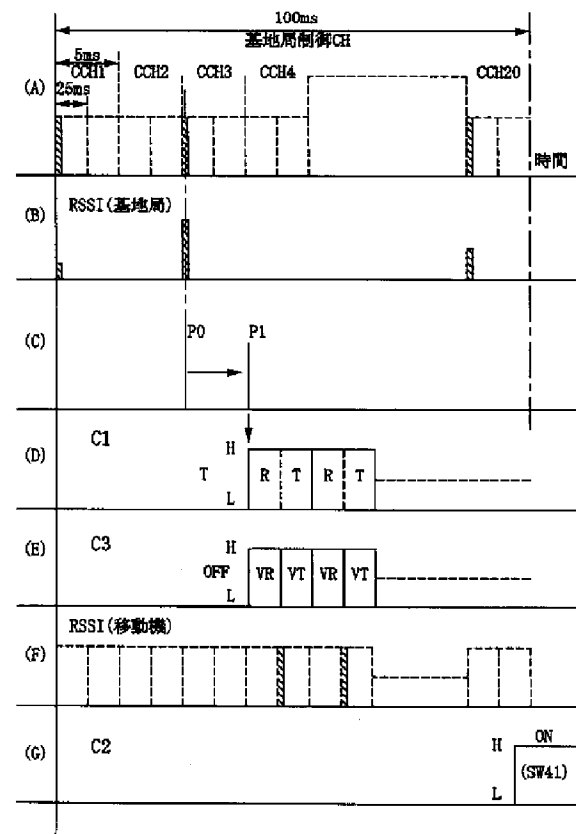 100ms
基地局制御CH
5ms
CCH1 CCH2 CCH3 CCH4 CCH20
(A)
25ms
時間
(B) RSSI(基地局)
P0 P1
(C)
C1 H
(D) T R T R T
L
(E) C3 H
OFF VR VT VR VT
L
RSSI(移動機)
(F)
(G) C2 H ON
(SW41)
L